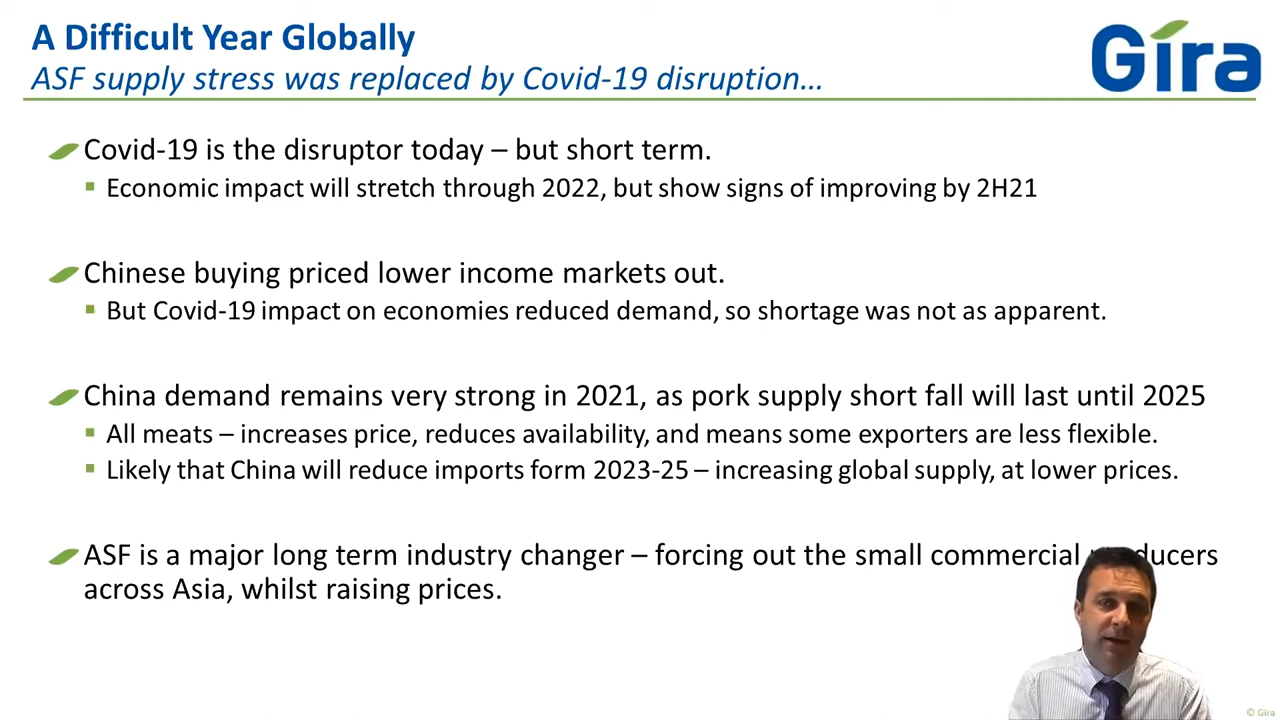 A Difficult Year Globally
Gira
ASF supply stress was replaced by Covid-19 disruption…
Covid-19 is the disruptor today – but short term.
Economic impact will stretch through 2022, but show signs of improving by 2H21
Chinese buying priced lower income markets out.
But Covid-19 impact on economies reduced demand, so shortage was not as apparent.
China demand remains very strong in 2021, as pork supply short fall will last until 2025
All meats – increases price, reduces availability, and means some exporters are less flexible.
Likely that China will reduce imports form 2023-25 – increasing global supply, at lower prices.
ASF is a major long term industry changer – forcing out the small commercial producers
across Asia, whilst raising prices.
© Gira